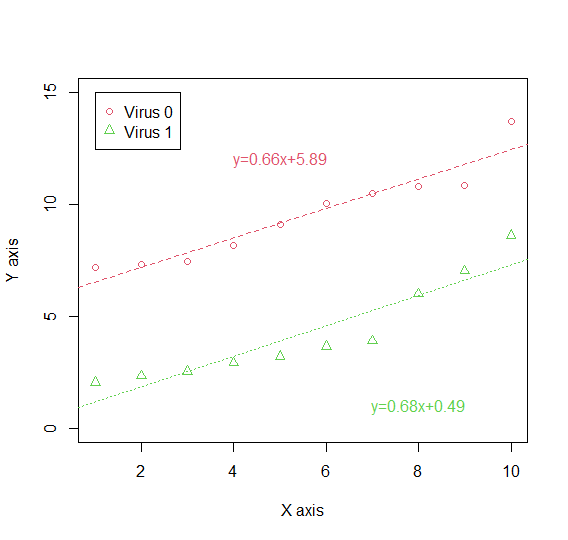 15
Virus 0
Virus 1
y=0.66x+5.89
10
Y axis
5
y=0.68x+0.49
0
2 4 6 8 10
X axis